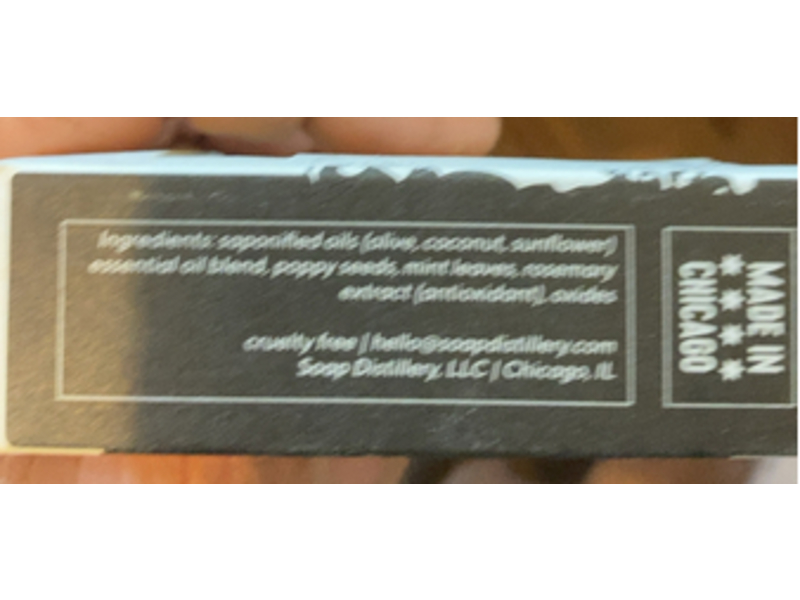 Ingredients: saponified oils (olive, coconut, sunflower)
essential oil blend, poppy seeds, mint leaves, rosemary
extract (antioxidant), oxides
cruelty free | hello@soapdistillery.com
Soap Distillery, LLC | Chicago, IL
MADE IN
✶ ✶ ✶ ✶
CHICAGO